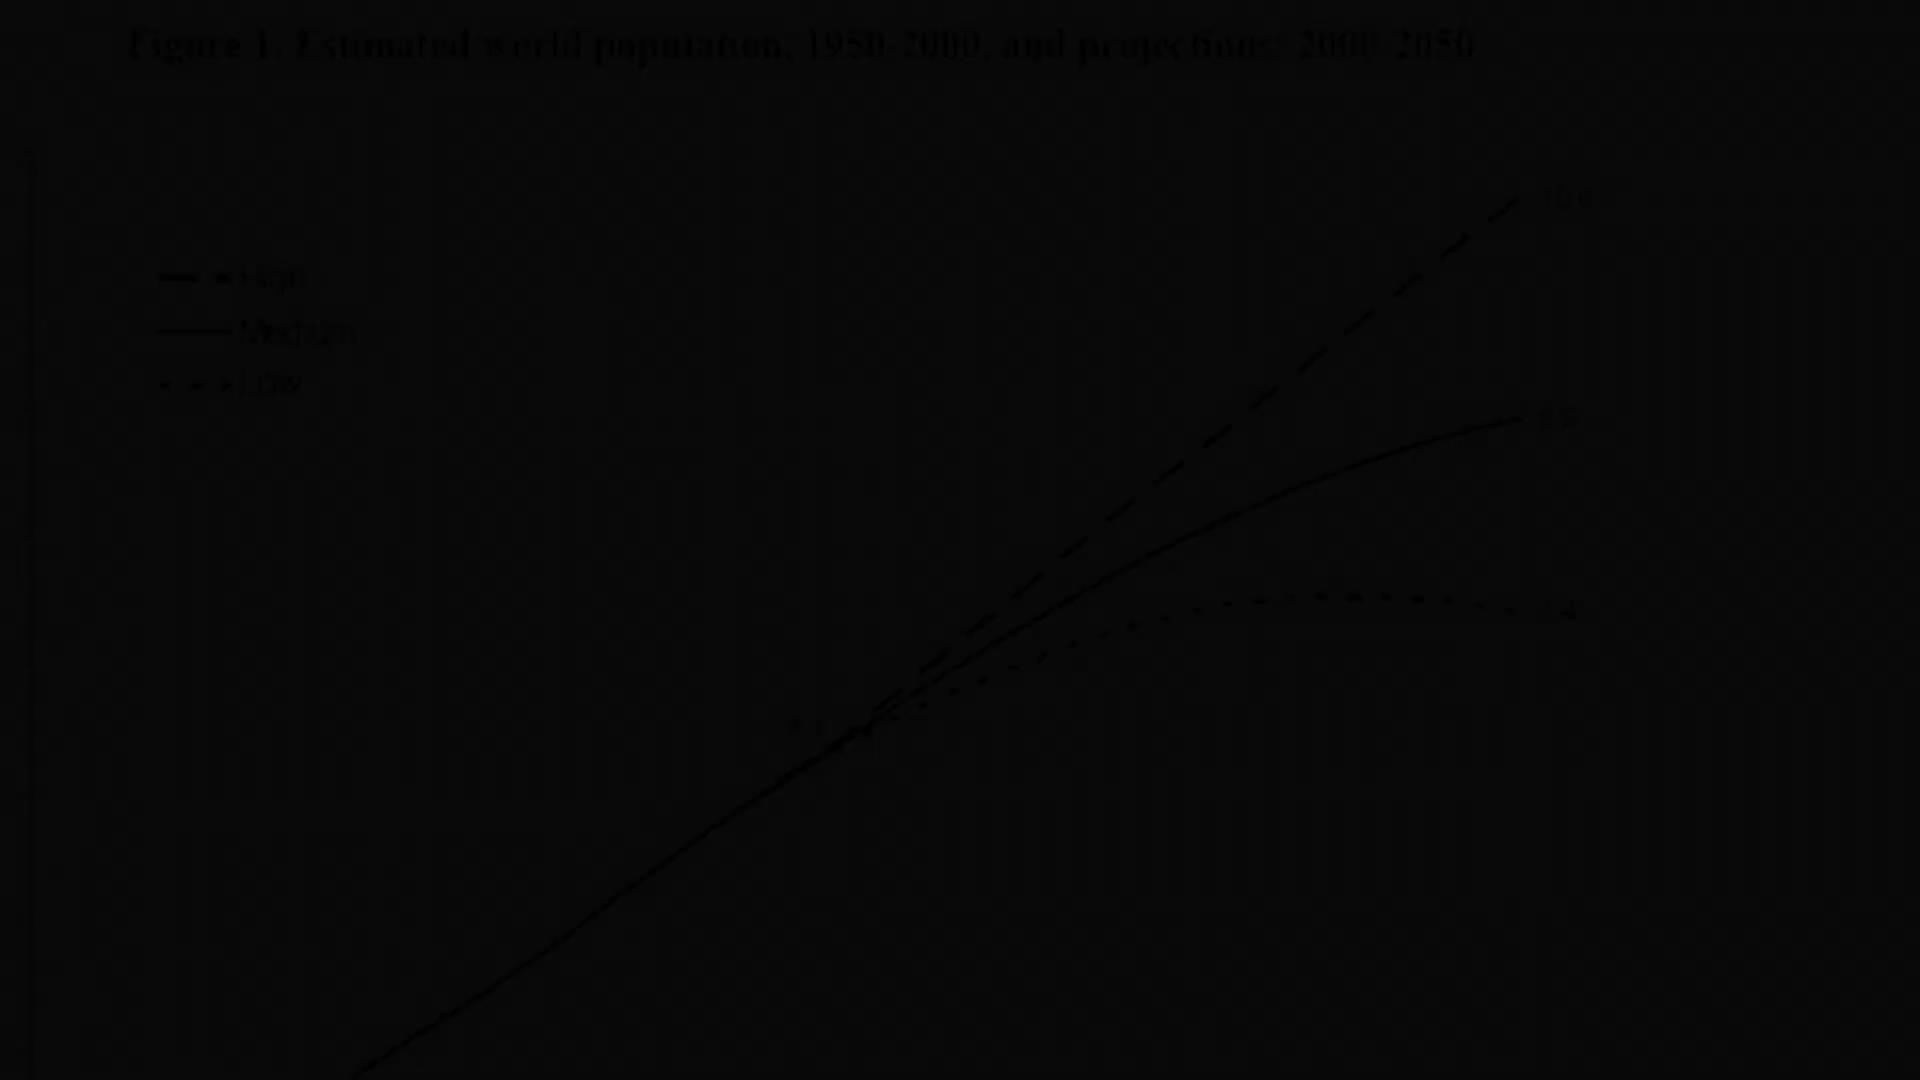 Figure 1. Estimated world population, 1950-2000, and projections: 2000-2050
High
Medium
Low